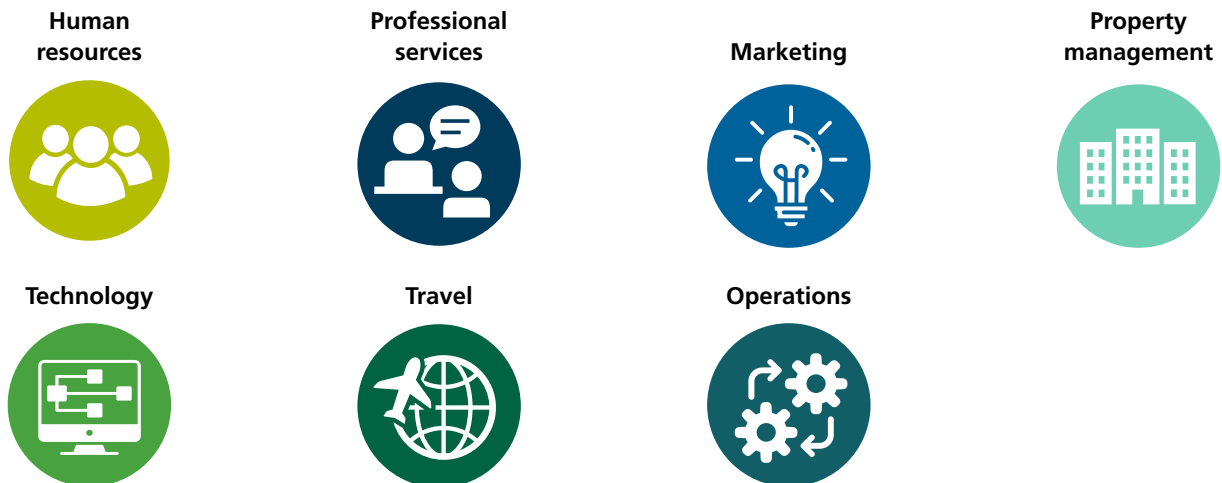 Human
resources
Professional
services
Marketing
Property
management
Technology
Travel
Operations